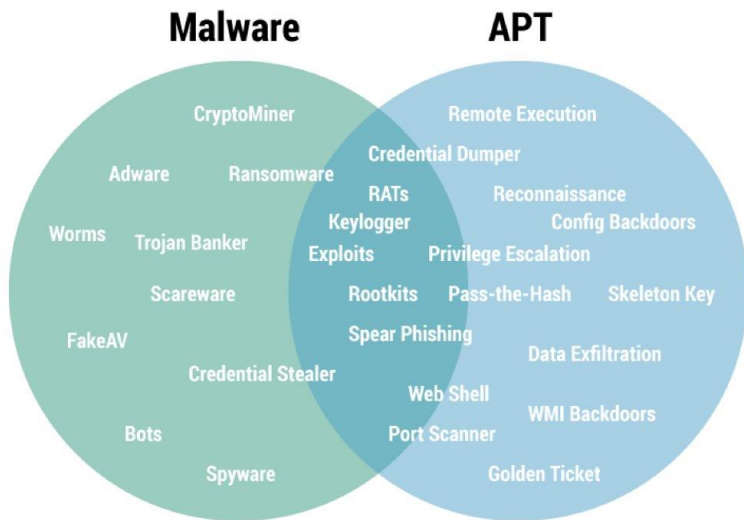 Malware
APT
CryptoMiner
Remote Execution
Credential Dumper
Adware
Ransomware
RATs
Reconnaissance
Keylogger
Config Backdoors
Worms
Trojan Banker
Exploits
Privilege Escalation
Scareware
Rootkits
Pass-the-Hash
Skeleton Key
FakeAV
Spear Phishing
Data Exfiltration
Credential Stealer
Web Shell
WMI Backdoors
Bots
Port Scanner
Spyware
Golden Ticket